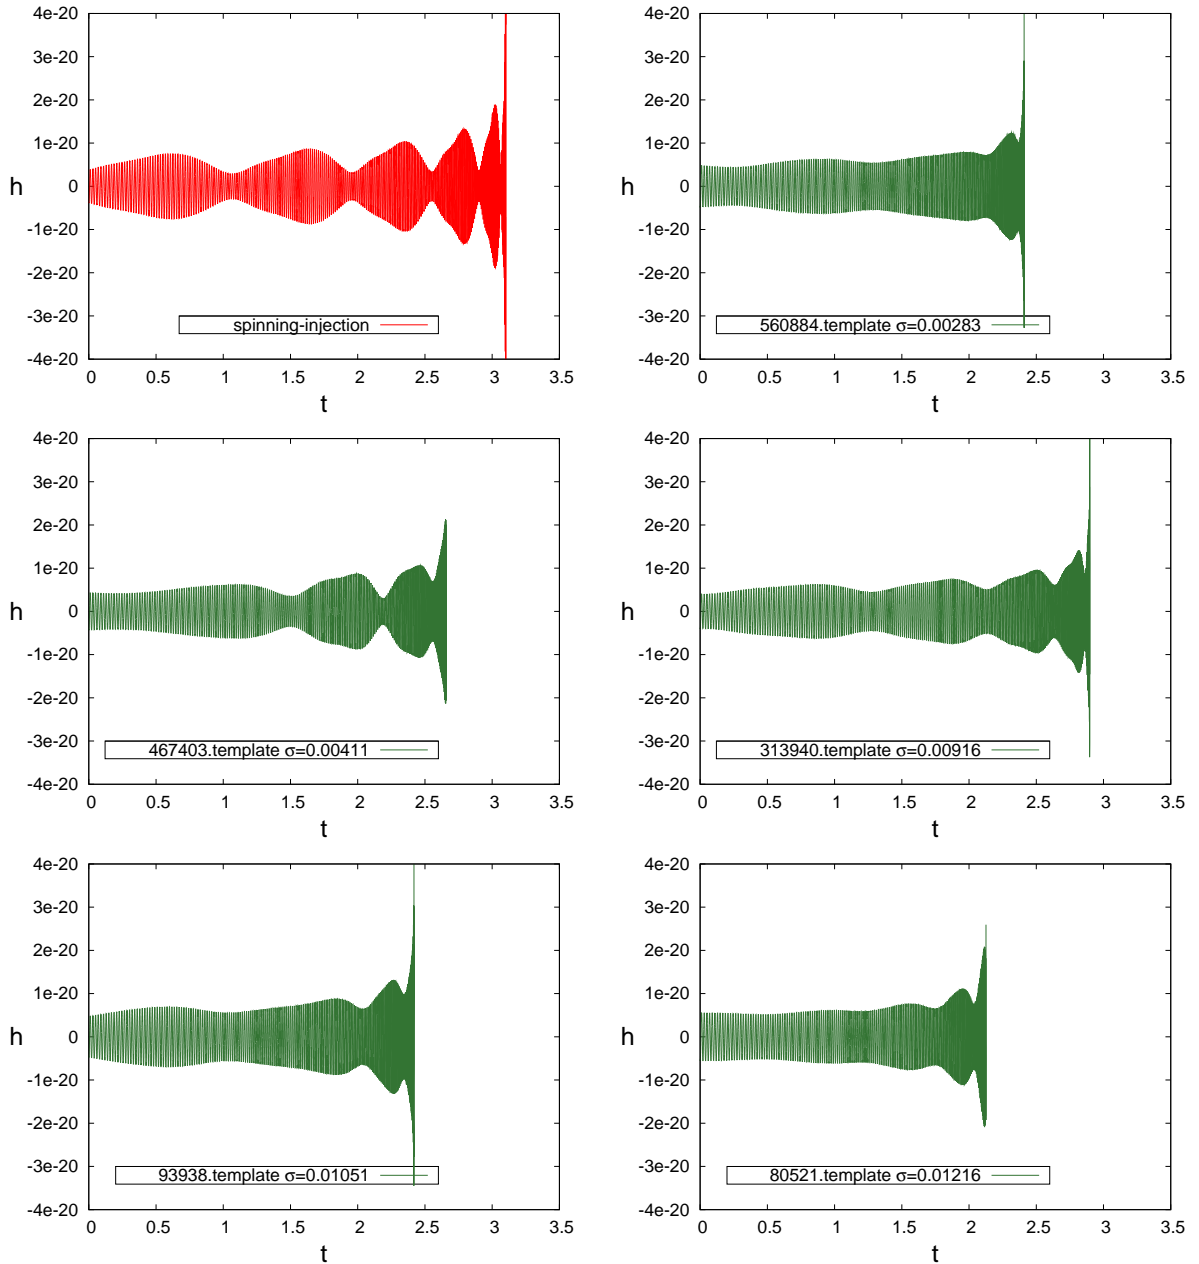 4e-20
3e-20
2e-20
1e-20
0
-1e-20
-2e-20
-3e-20
-4e-20
h
spinning-injection
0 0.5 1 1.5 2 2.5 3 3.5
t
4e-20
3e-20
2e-20
1e-20
0
-1e-20
-2e-20
-3e-20
-4e-20
h
560884.template σ=0.00283
0 0.5 1 1.5 2 2.5 3 3.5
t
4e-20
3e-20
2e-20
1e-20
0
-1e-20
-2e-20
-3e-20
-4e-20
h
467403.template σ=0.00411
0 0.5 1 1.5 2 2.5 3 3.5
t
4e-20
3e-20
2e-20
1e-20
0
-1e-20
-2e-20
-3e-20
-4e-20
h
313940.template σ=0.00916
0 0.5 1 1.5 2 2.5 3 3.5
t
4e-20
3e-20
2e-20
1e-20
0
-1e-20
-2e-20
-3e-20
-4e-20
h
93938.template σ=0.01051
0 0.5 1 1.5 2 2.5 3 3.5
t
4e-20
3e-20
2e-20
1e-20
0
-1e-20
-2e-20
-3e-20
-4e-20
h
80521.template σ=0.01216
0 0.5 1 1.5 2 2.5 3 3.5
t